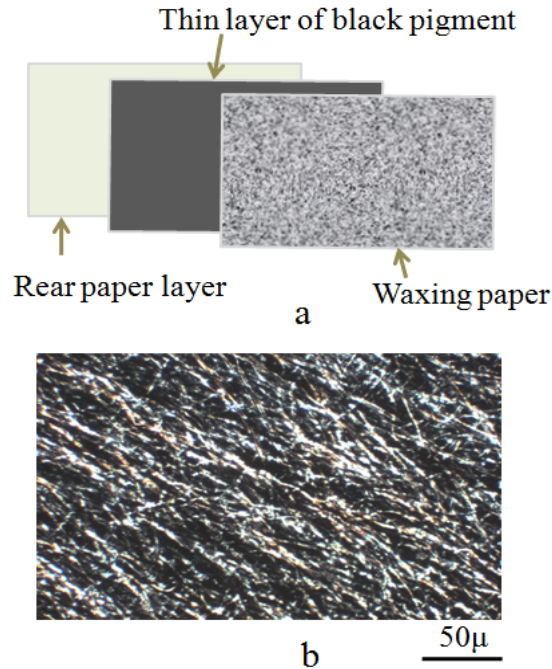 Thin layer of black pigment
Rear paper layer
Waxing paper
a
b
50μ